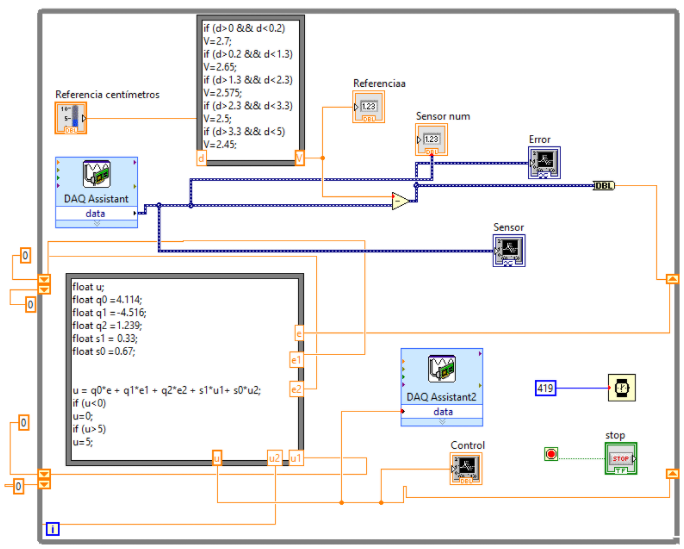 if (d>0 && d<0.2)
V=2.7;
if (d>0.2 && d<1.3)
V=2.65;
if (d>1.3 && d<2.3)
V=2.575;
if (d>2.3 && d<3.3)
V=2.5;
if (d>3.3 && d<5)
V=2.45;
d
V
Referencia centímetros
10-
5-
DBL
Referenciaa
1.23
DBL
Sensor num
1.23
DBL
Error
DAQ Assistant
data
-
DBL
Sensor
0
0
float u;
float q0 =4.114;
float q1 =-4.516;
float q2 =1.239;
float s1 = 0.33;
float s0 =0.67;
u = q0*e + q1*e1 + q2*e2 + s1*u1+ s0*u2;
if (u<0)
u=0;
if (u>5)
u=5;
e
e1
e2
u
u2
u1
DAQ Assistant2
data
419
0
0
Control
DBL
stop
STOP
TF
i